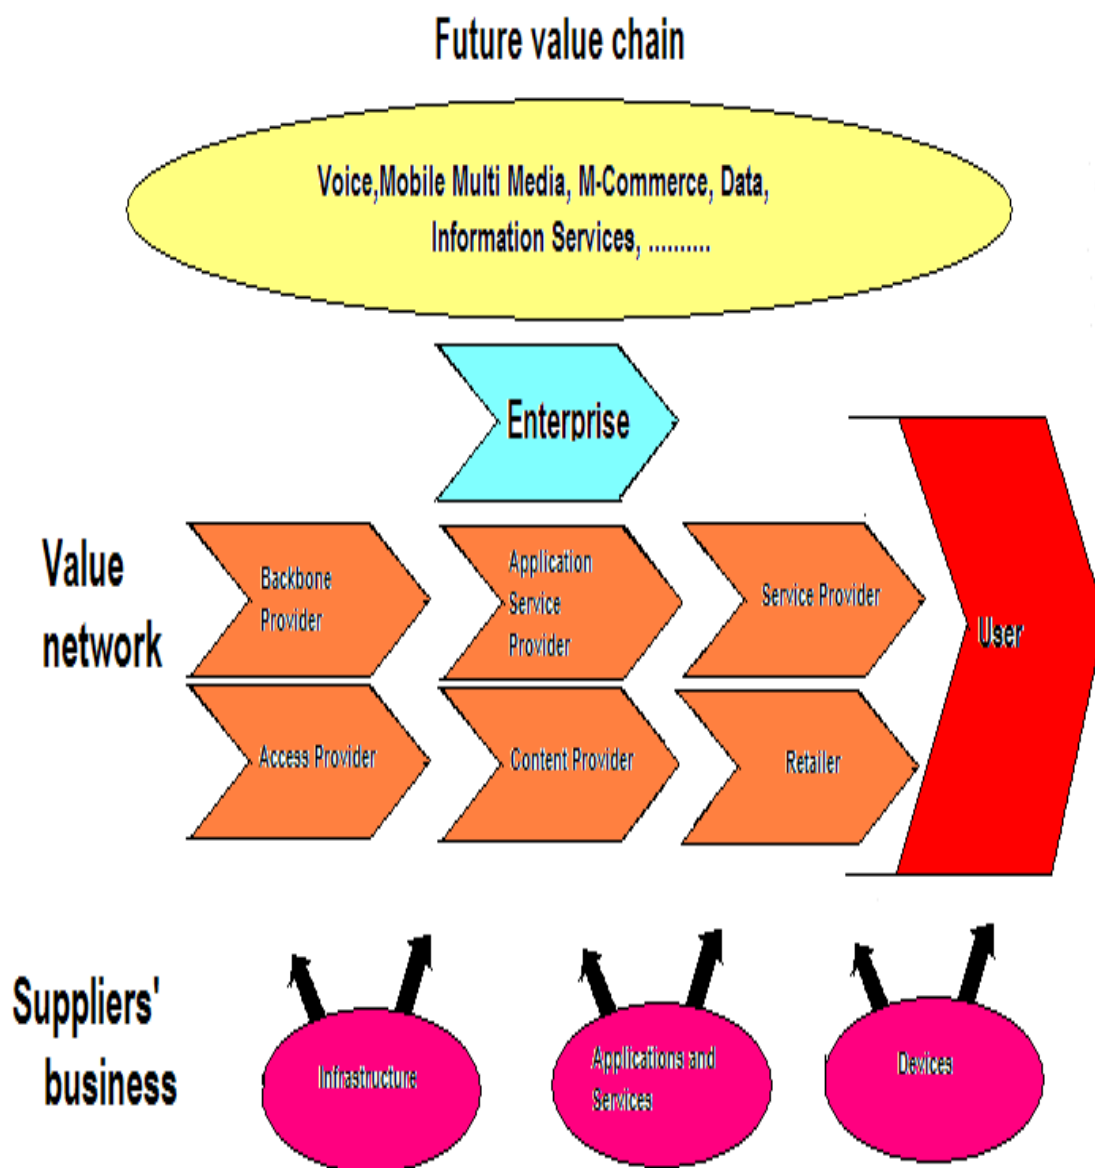 Future value chain
Voice,Mobile Multi Media, M-Commerce, Data,
Information Services, ..........
Enterprise
Value
network
Backbone
Provider
Application
Service
Provider
Service Provider
User
Access Provider
Content Provider
Retailer
Suppliers'
business
Infrastructure
Applications and
Services
Devices